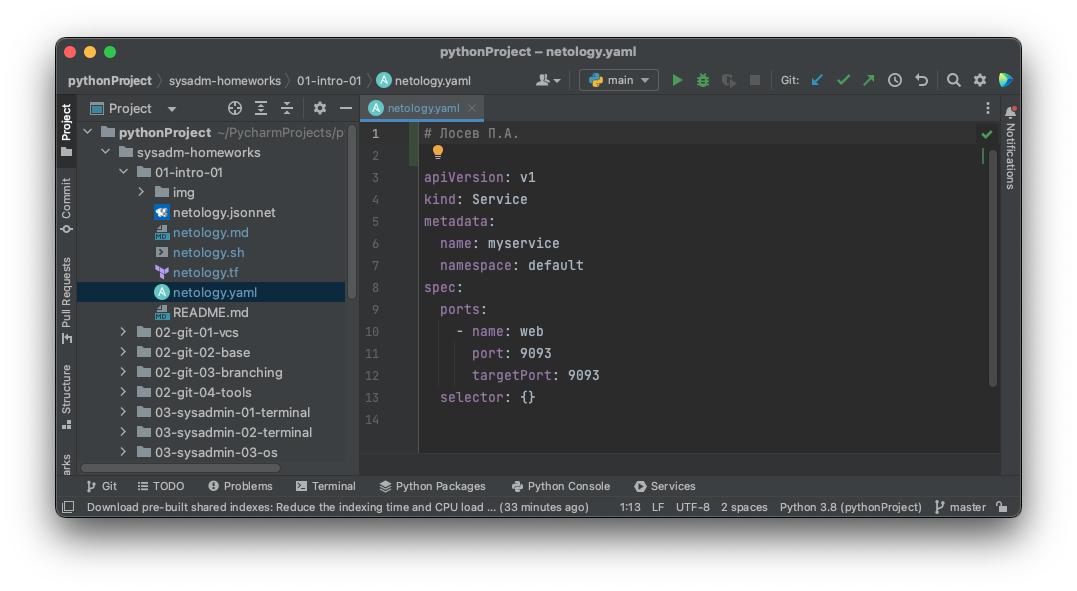 pythonProject – netology.yaml
pythonProject sysadm-homeworks 01-intro-01 netology.yaml main Git:
Project netology.yaml
Project
Commit
Pull Requests
Structure
arks
pythonProject ~/PycharmProjects/p
sysadm-homeworks
01-intro-01
img
netology.jsonnet
netology.md
netology.sh
netology.tf
netology.yaml
README.md
02-git-01-vcs
02-git-02-base
02-git-03-branching
02-git-04-tools
03-sysadmin-01-terminal
03-sysadmin-02-terminal
03-sysadmin-03-os
1 # Лосев П.А.
2
3 apiVersion: v1
4 kind: Service
5 metadata:
6 name: myservice
7 namespace: default
8 spec:
9 ports:
10 - name: web
11 port: 9093
12 targetPort: 9093
13 selector: {}
14
Notifications
Git TODO Problems Terminal Python Packages Python Console Services
Download pre-built shared indexes: Reduce the indexing time and CPU load ... (33 minutes ago) 1:13 LF UTF-8 2 spaces Python 3.8 (pythonProject) master